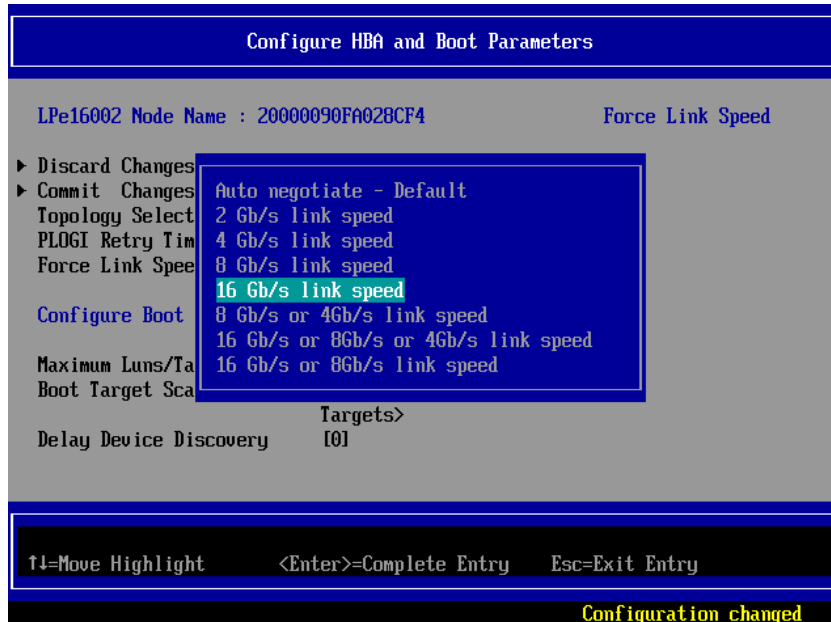 Configure HBA and Boot Parameters
LPe16002 Node Name : 20000090FA028CF4 Force Link Speed
► Discard Changes
► Commit Changes
Topology Select
PLOGI Retry Tim
Force Link Spee
Configure Boot
Maximum Luns/Ta
Boot Target Sca
Auto negotiate - Default
2 Gb/s link speed
4 Gb/s link speed
8 Gb/s link speed
16 Gb/s link speed
8 Gb/s or 4Gb/s link speed
16 Gb/s or 8Gb/s or 4Gb/s link speed
16 Gb/s or 8Gb/s link speed
Targets>
Delay Device Discovery [0]
↑↓=Move Highlight <Enter>=Complete Entry Esc=Exit Entry
Configuration changed